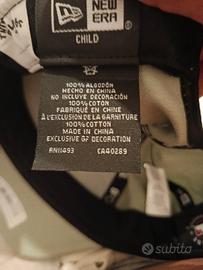 NEW ERA
CHILD
100% ALGODÓN
HECHO EN CHINA
NO INCLUYE DECORACIÓN
100% COTON
FABRIQUÉ EN CHINE
À L'EXCLUSION DE LA GARNITURE
100% COTTON
MADE IN CHINA
EXCLUSIVE OF DECORATION
RN11493 CA40289
subito